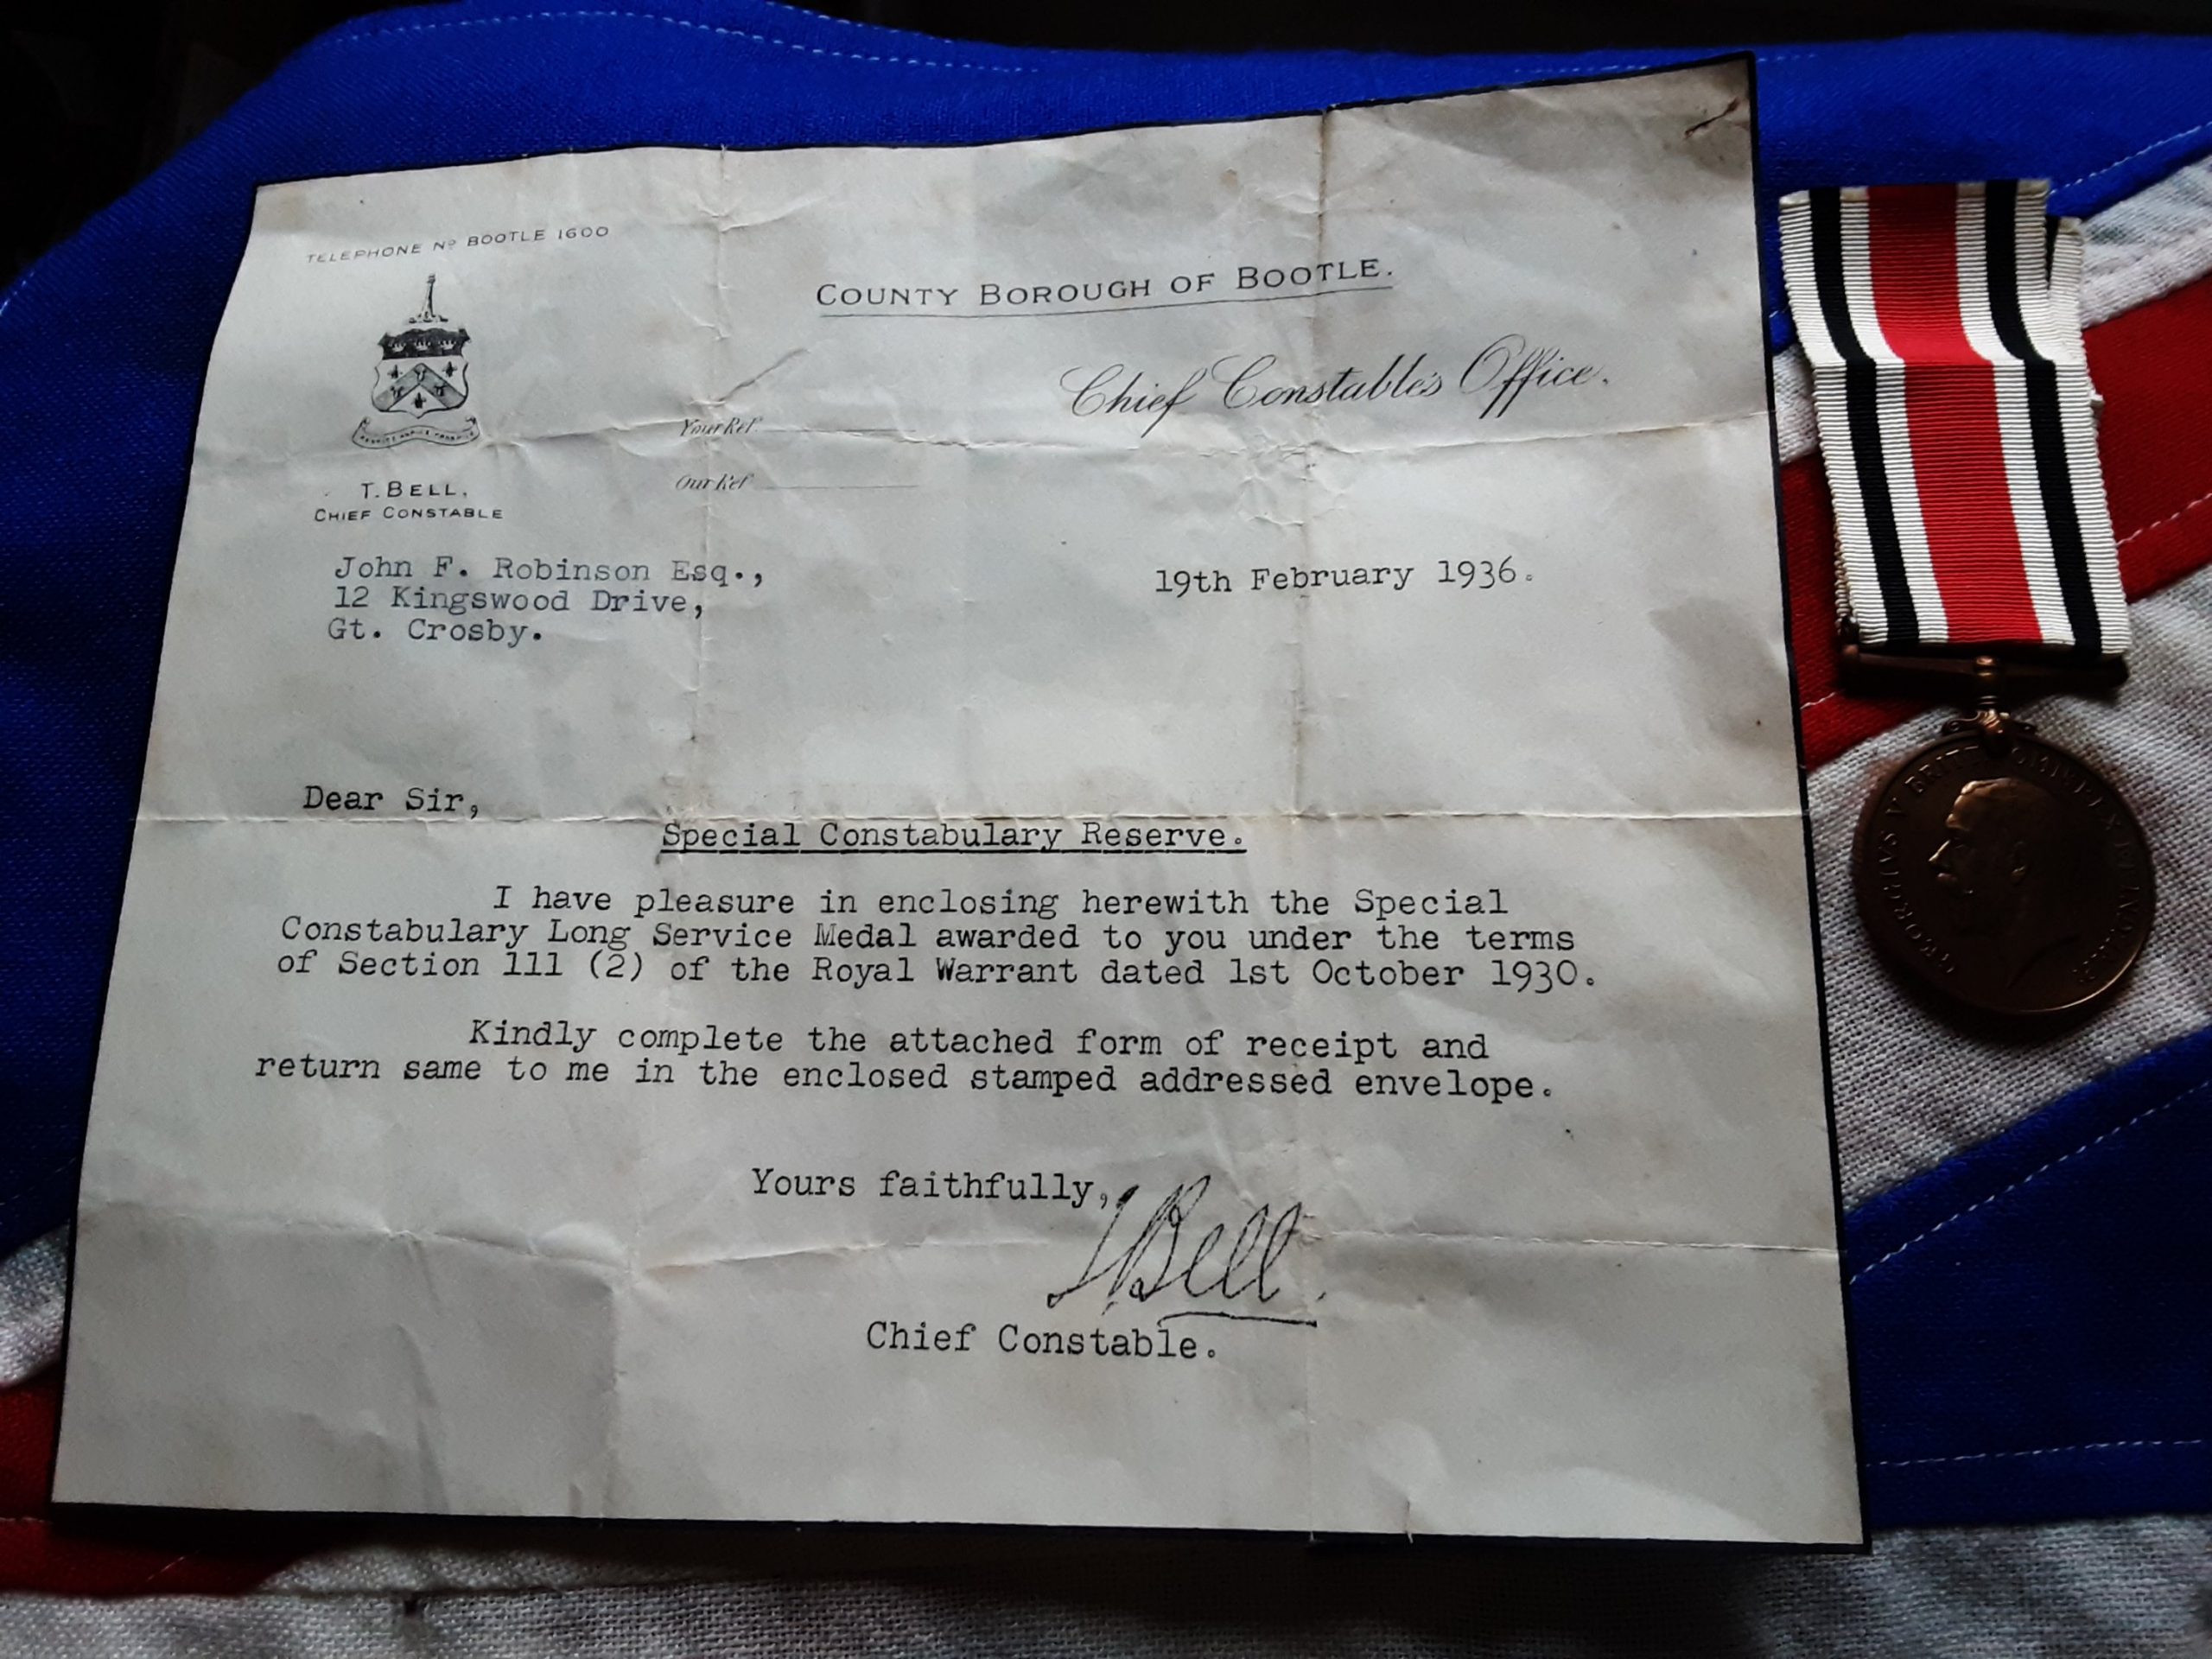 TELEPHONE Nº BOOTLE 1600
COUNTY BOROUGH OF BOOTLE.
Chief Constable's Office.
Your Ref.
Our Ref
T. BELL,
CHIEF CONSTABLE
John F. Robinson Esq.,
12 Kingswood Drive,
Gt. Crosby.
19th February 1936.
Dear Sir,
Special Constabulary Reserve.
I have pleasure in enclosing herewith the Special
Constabulary Long Service Medal awarded to you under the terms
of Section 111 (2) of the Royal Warrant dated 1st October 1930.
Kindly complete the attached form of receipt and
return same to me in the enclosed stamped addressed envelope.
Yours faithfully,
T Bell.
Chief Constable.
GEORGIVS V BRITT